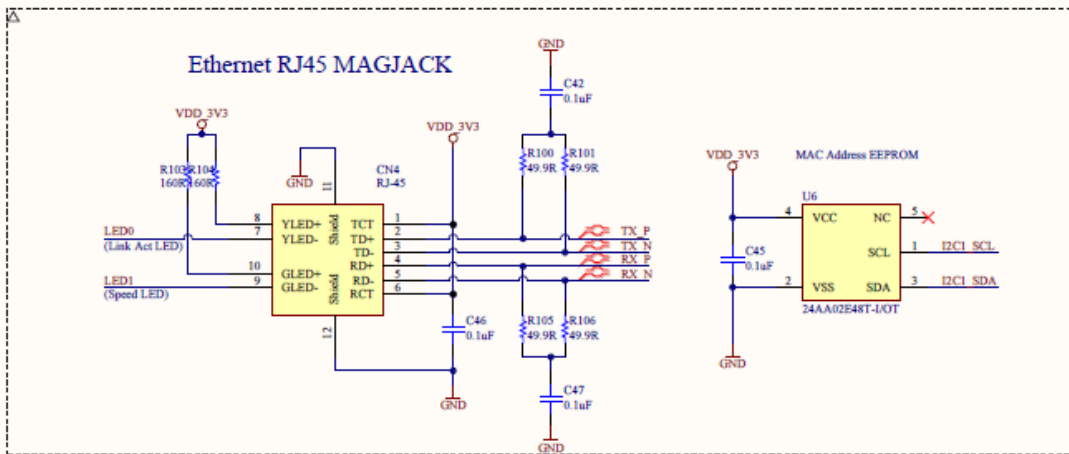 Ethernet RJ45 MAGJACK
GND
C42
0.1uF
VDD_3V3
VDD_3V3
R103
160R
R104
160R
GND
11
CN4
RJ-45
R100
49.9R
R101
49.9R
LED0
(Link Act LED)
LED1
(Speed LED)
8
7
10
9
YLED+
YLED-
GLED+
GLED-
Shield
Shield
TCT
TD+
TD-
RD+
RD-
RCT
1
2
3
4
5
6
12
TX_P
TX_N
RX_P
RX_N
C46
0.1uF
GND
R105
49.9R
R106
49.9R
C47
0.1uF
GND
VDD_3V3
MAC Address EEPROM
U6
C45
0.1uF
GND
4
VCC
NC
5
SCL
1
I2C1_SCL
2
VSS
SDA
3
I2C1_SDA
24AA02E48T-I/OT